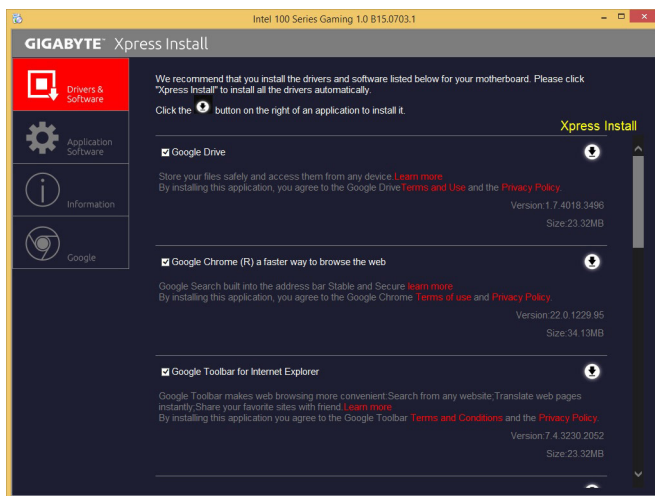 Intel 100 Series Gaming 1.0 B15.0703.1
GIGABYTE™ Xpress Install
Drivers &
Software
Application
Software
Information
Google
We recommend that you install the drivers and software listed below for your motherboard. Please click
"Xpress Install" to install all the drivers automatically.
Click the button on the right of an application to install it.
Xpress Install
Google Drive
Store your files safely and access them from any device.Learn more
By installing this application, you agree to the Google DriveTerms and Use and the Privacy Policy.
Version:1.7.4018.3496
Size:23.32MB
Google Chrome (R) a faster way to browse the web
Google Search built into the address bar Stable and Secure learn more
By installing this application, you agree to the Google Chrome Terms of use and Privacy Policy.
Version:22.0.1229.95
Size:34.13MB
Google Toolbar for Internet Explorer
Google Toolbar makes web browsing more convenient:Search from any website;Translate web pages
instantly;Share your favorite sites with friend.Learn more
By installing this application you agree to the Google Toolbar Terms and Conditions and the Privacy Policy.
Version:7.4.3230.2052
Size:23.32MB